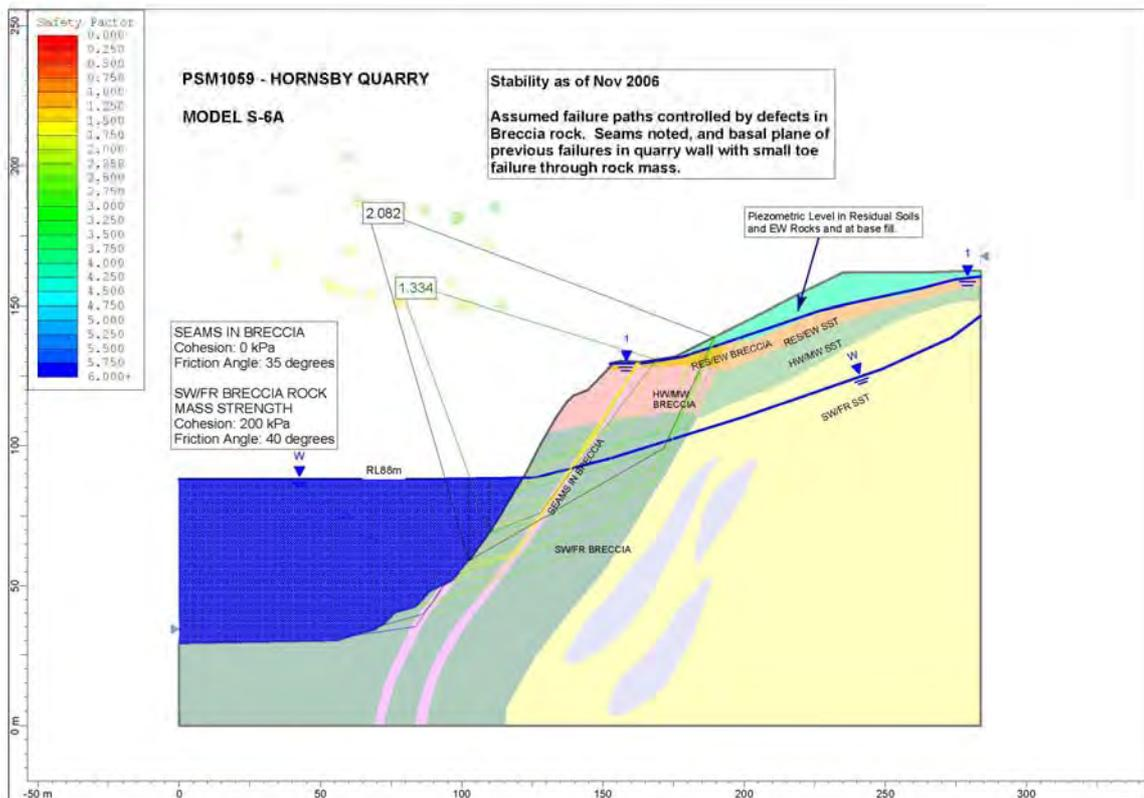 Safety Factor
0.000
0.250
0.500
0.750
1.000
1.250
1.500
1.750
2.000
2.250
2.500
2.750
3.000
3.250
3.500
3.750
4.000
4.250
4.500
4.750
5.000
5.250
5.500
5.750
6.000+
PSM1059 - HORNSBY QUARRY
MODEL S-6A
Stability as of Nov 2006
Assumed failure paths controlled by defects in
Breccia rock. Seams noted, and basal plane of
previous failures in quarry wall with small toe
failure through rock mass.
2.082
1.334
Piezometric Level in Residual Soils
and EW Rocks and at base fill.
1
1
SEAMS IN BRECCIA
Cohesion: 0 kPa
Friction Angle: 35 degrees
SW/FR BRECCIA ROCK
MASS STRENGTH
Cohesion: 200 kPa
Friction Angle: 40 degrees
RES/EW BRECCIA
RES/EW SST
HW/MW SST
HW/MW
BRECCIA
W
SW/FR SST
W
RL88m
SEAMS IN BRECCIA
SW/FR BRECCIA
250
200
150
100
50
0 m
-50 m
0
50
100
150
200
250
300